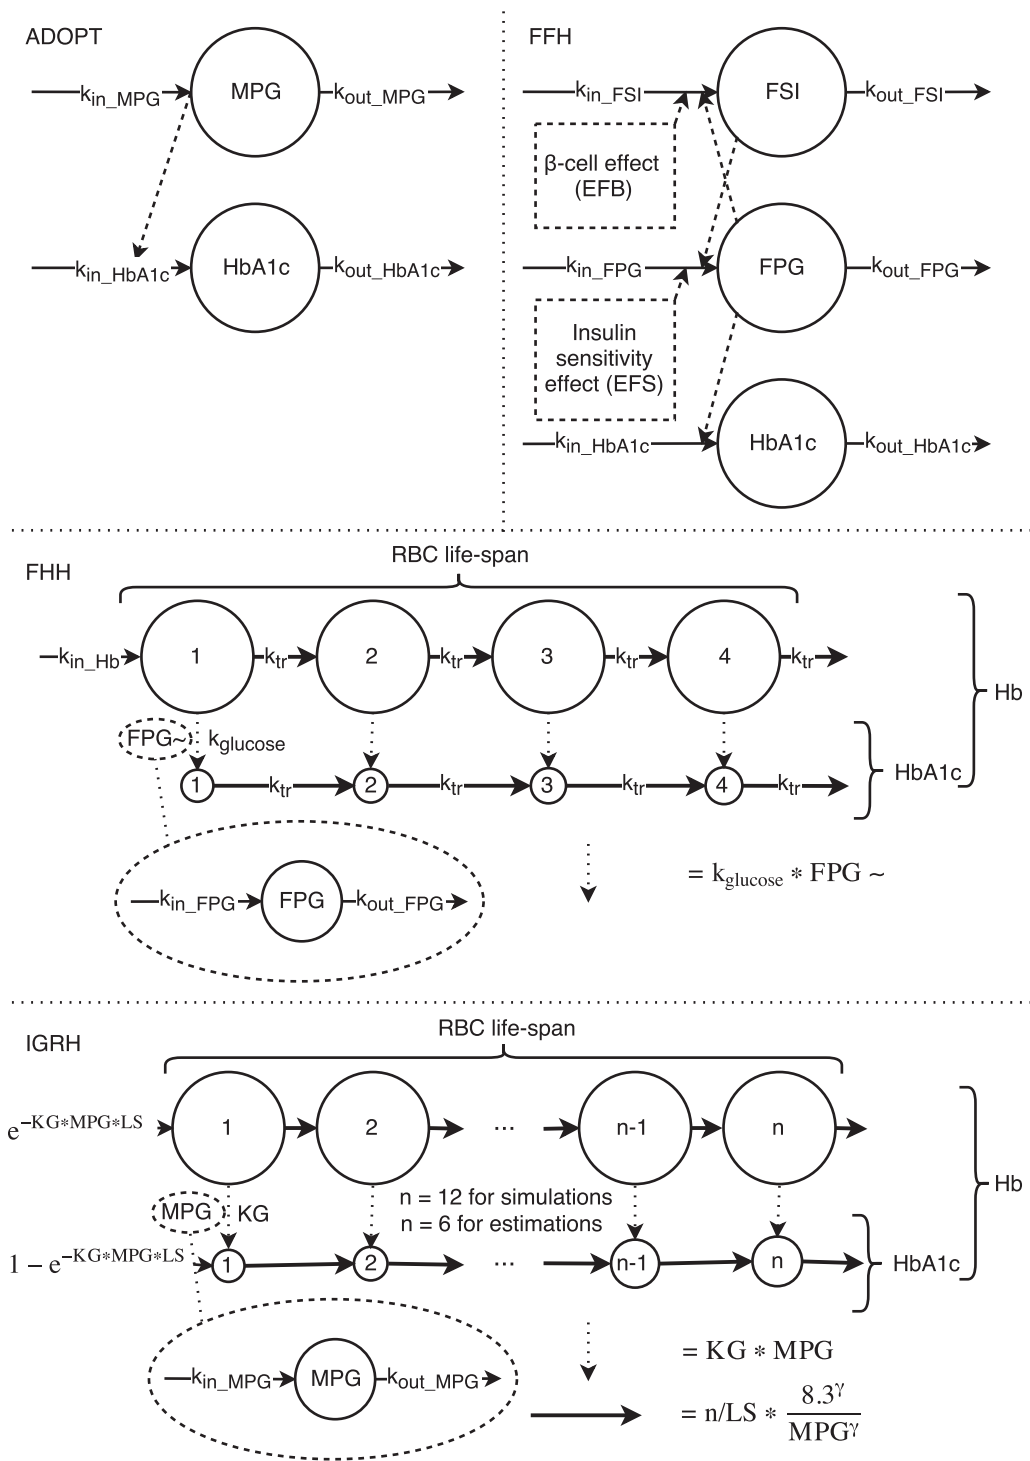 ADOPT
k_in_MPG
MPG
k_out_MPG
k_in_HbA1c
HbA1c
k_out_HbA1c
FFH
k_in_FSI
FSI
k_out_FSI
β-cell effect
(EFB)
k_in_FPG
FPG
k_out_FPG
Insulin
sensitivity
effect (EFS)
k_in_HbA1c
HbA1c
k_out_HbA1c
FHH
RBC life-span
k_in_Hb 1 k_tr 2 k_tr 3 k_tr 4 k_tr
Hb
FPG~ k_glucose
1 k_tr 2 k_tr 3 k_tr 4 k_tr
HbA1c
k_in_FPG FPG k_out_FPG
= k_glucose * FPG ~
IGRH
RBC life-span
e^{-KG*MPG*LS} 1 2 ... n-1 n
Hb
MPG KG
n = 12 for simulations
n = 6 for estimations
1 – e^{-KG*MPG*LS} 1 2 ... n-1 n
HbA1c
k_in_MPG MPG k_out_MPG
= KG * MPG
= n/LS * 8.3^γ / MPG^γ